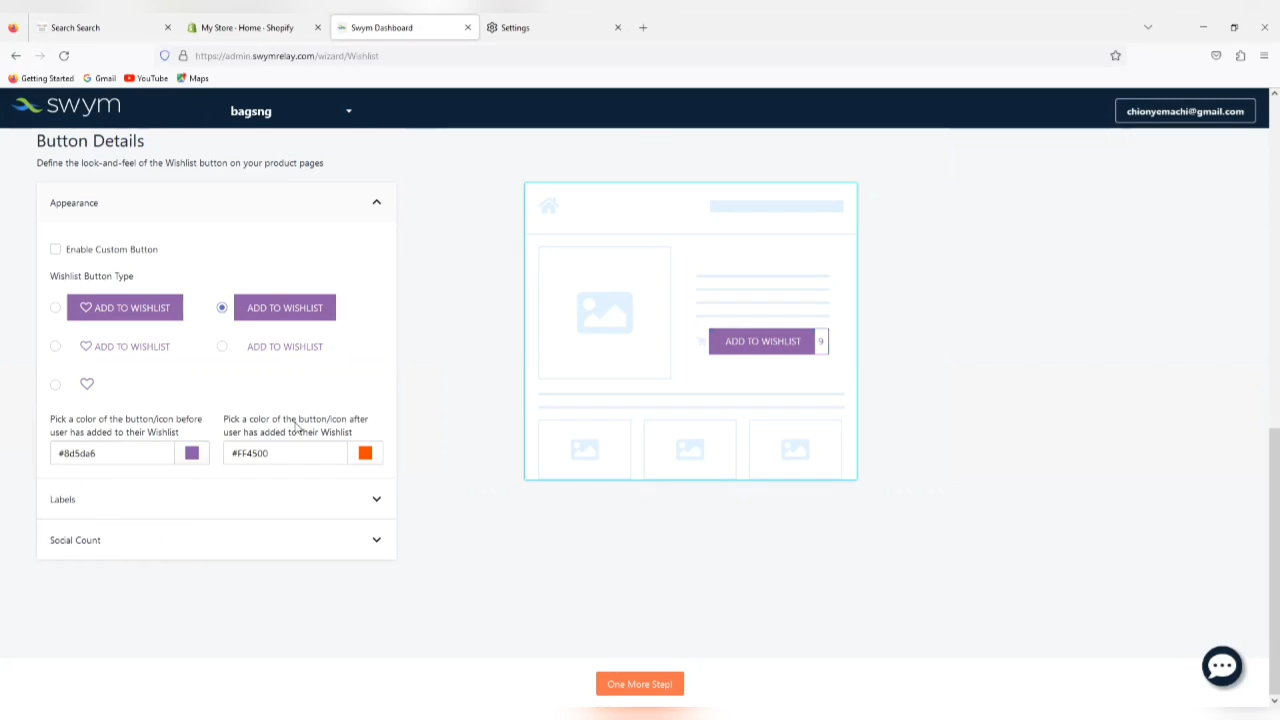 Search Search
My Store · Home · Shopify
Swym Dashboard
Settings
https://admin.swymrelay.com/wizard/Wishlist
Getting Started
Gmail
YouTube
Maps
swym
bagsng
chionyemachi@gmail.com
Button Details
Define the look-and-feel of the Wishlist button on your product pages
Appearance
Enable Custom Button
Wishlist Button Type
ADD TO WISHLIST
ADD TO WISHLIST
ADD TO WISHLIST
ADD TO WISHLIST
Pick a color of the button/icon before
user has added to their Wishlist
#8d5da6
Pick a color of the button/icon after
user has added to their Wishlist
#FF4500
Labels
Social Count
ADD TO WISHLIST
9
One More Step!